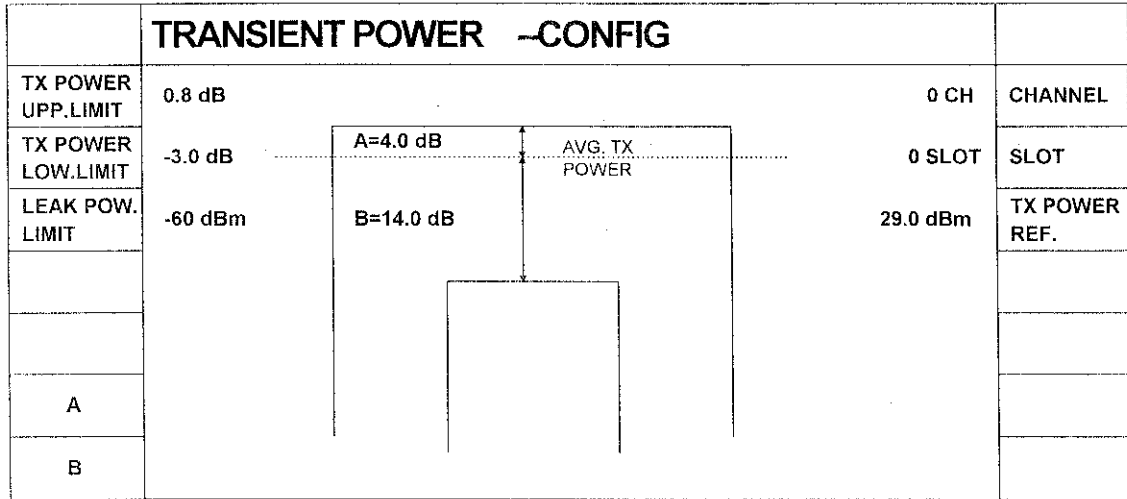 TRANSIENT POWER –CONFIG
TX POWER
UPP.LIMIT
0.8 dB
0 CH
CHANNEL
TX POWER
LOW.LIMIT
-3.0 dB
A=4.0 dB
AVG. TX
POWER
0 SLOT
SLOT
LEAK POW.
LIMIT
-60 dBm
B=14.0 dB
29.0 dBm
TX POWER
REF.
A
B